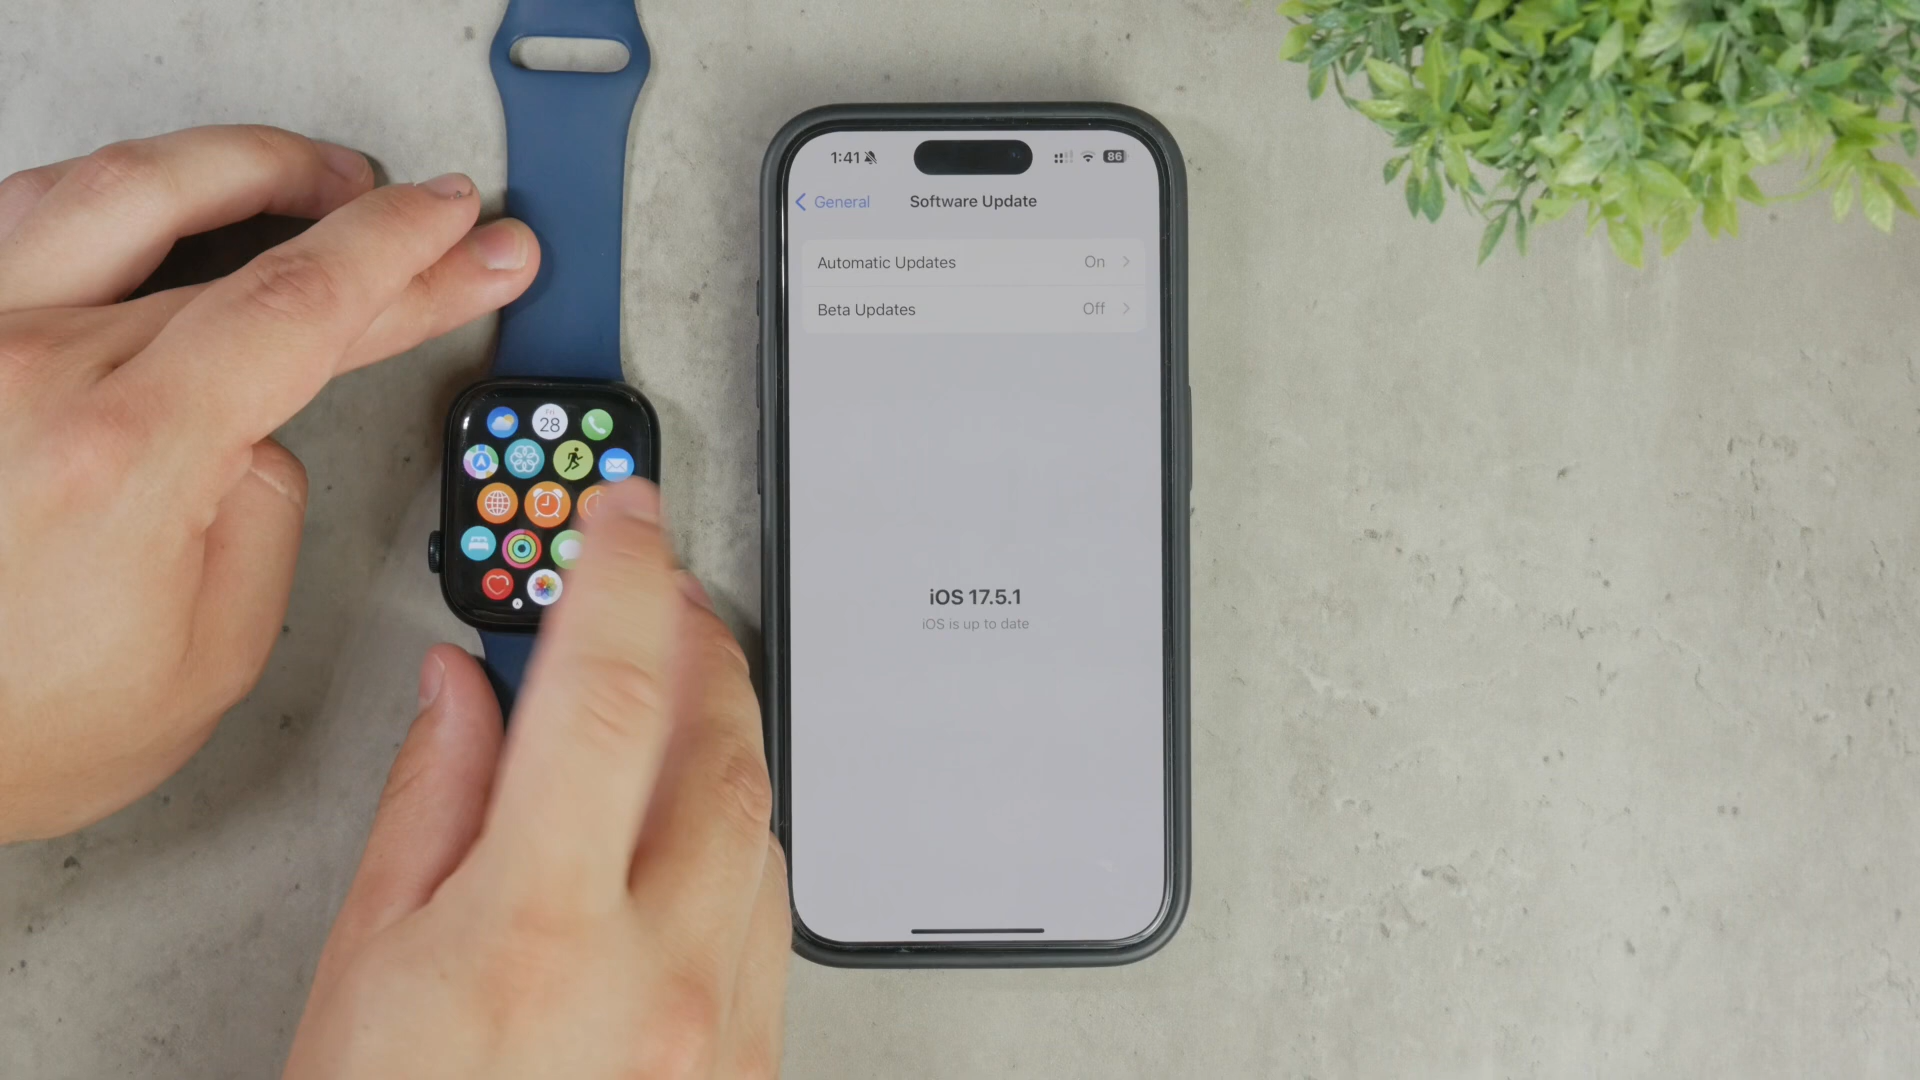 FRI
28
1:41
86
General
Software Update
Automatic Updates
On
Beta Updates
Off
iOS 17.5.1
iOS is up to date